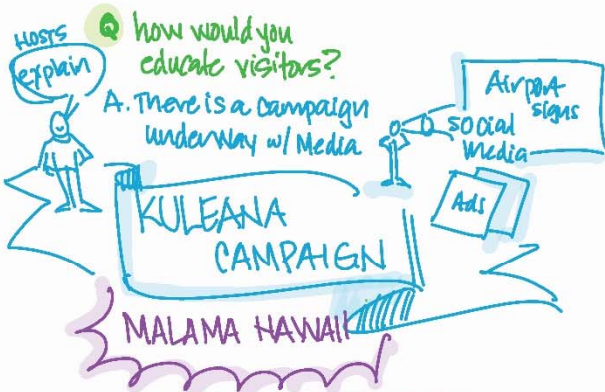 HOSTS
explain
Q how would you
educate visitors?
A. There is a campaign
underway w/ Media
Airport
signs
social
media
Ads
KULEANA
CAMPAIGN
MALAMA HAWAII